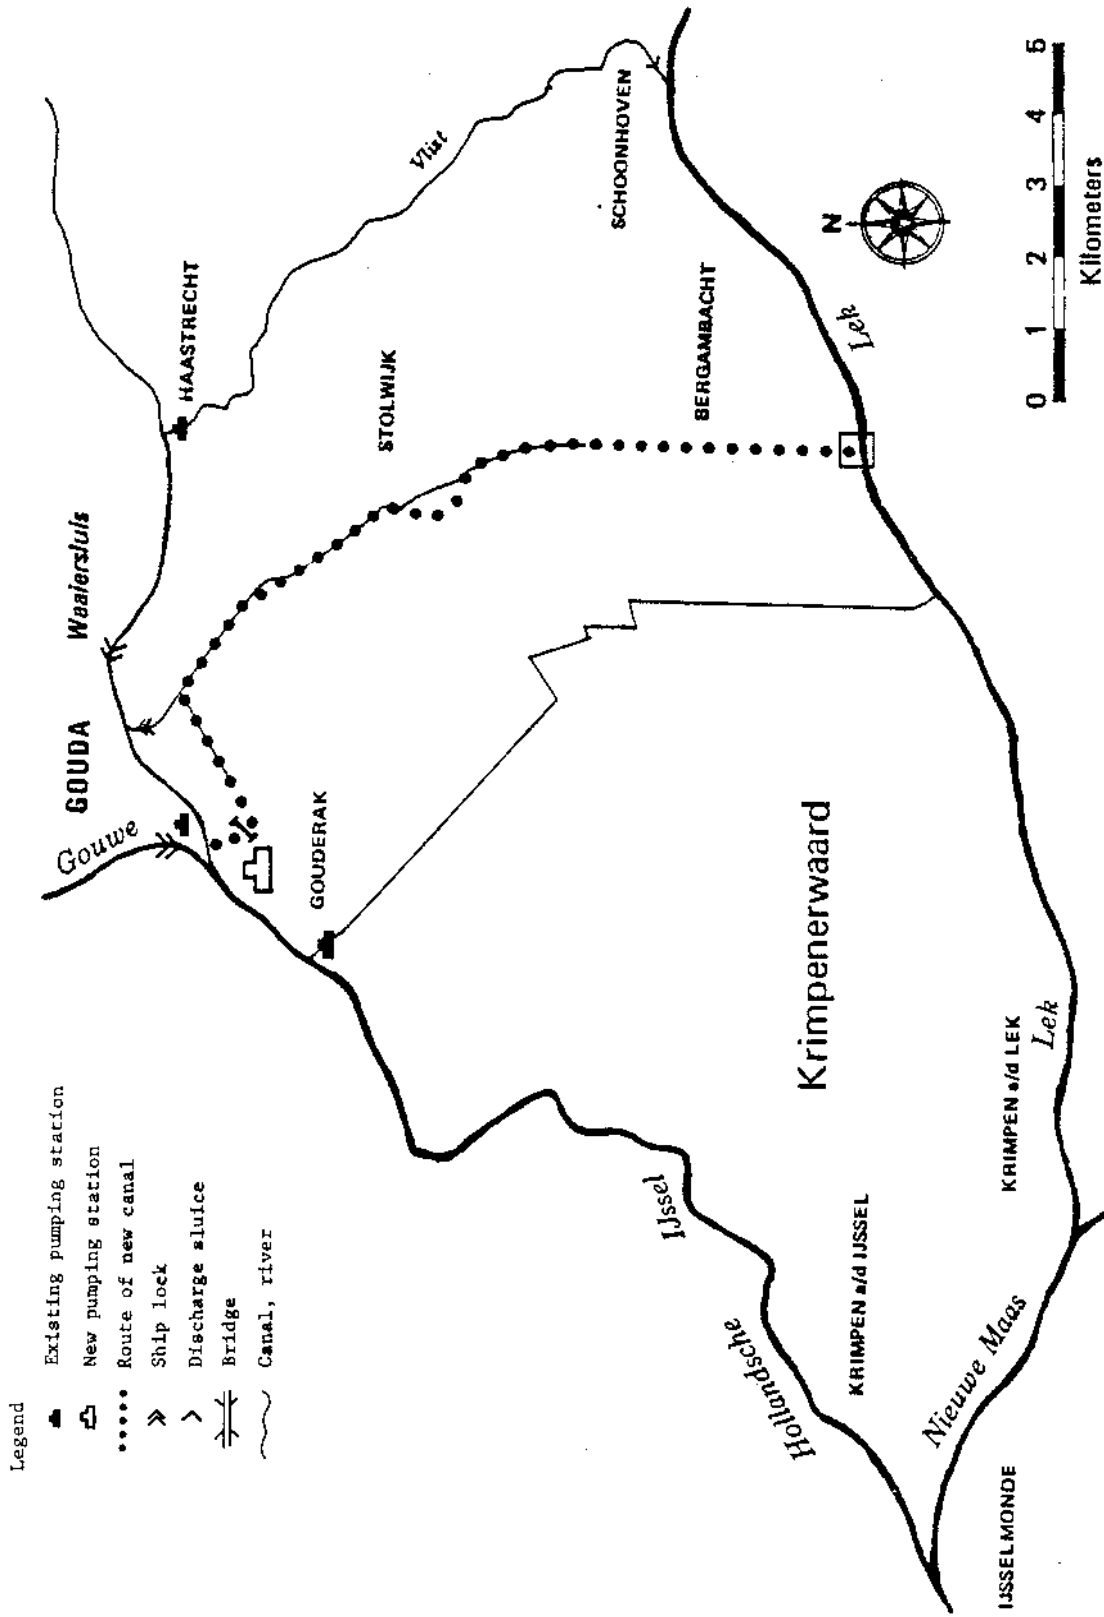 Legend
Existing pumping station
New pumping station
Route of new canal
Ship lock
Discharge sluice
Bridge
Canal, river
Gouwe
GOUDA
Waaiersluis
HAASTRECHT
Vlist
GOUDERAK
STOLWIJK
SCHOONHOVEN
BERGAMBACHT
Lek
N
Krimpenerwaard
Hollandsche
IJssel
KRIMPEN a/d IJSSEL
KRIMPEN a/d LEK
Lek
Nieuwe Maas
IJSSELMONDE
0 1 2 3 4 5
Kilometers